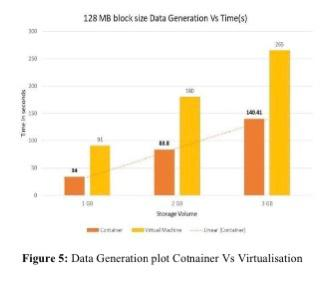 128 MB block size Data Generation Vs Time(s)
300
250
200
150
100
50
0
Time in seconds
34
91
83.8
180
140.41
265
1 GB
2 GB
3 GB
Storage Volume
Container
Virtual Machine
Linear (Container)
Figure 5: Data Generation plot Cotnainer Vs Virtualisation